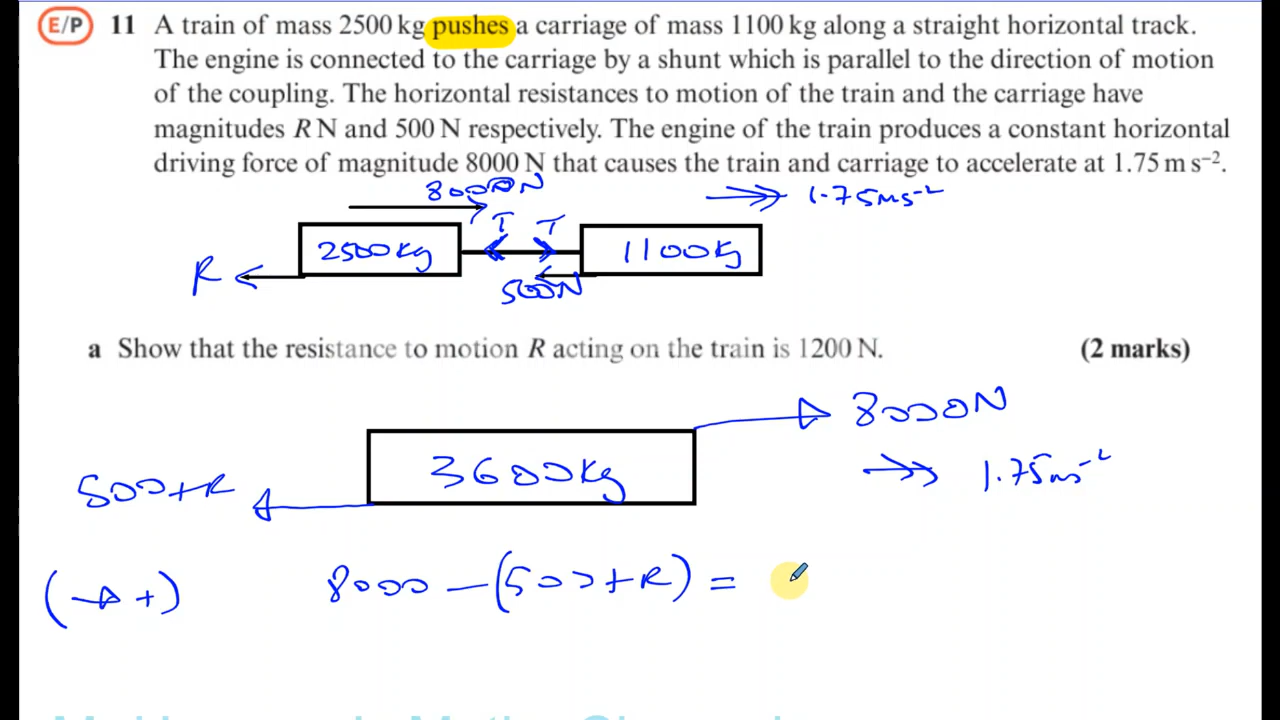 E/P 11 A train of mass 2500 kg pushes a carriage of mass 1100 kg along a straight horizontal track.
The engine is connected to the carriage by a shunt which is parallel to the direction of motion
of the coupling. The horizontal resistances to motion of the train and the carriage have
magnitudes R N and 500 N respectively. The engine of the train produces a constant horizontal
driving force of magnitude 8000 N that causes the train and carriage to accelerate at 1.75 m s⁻².
8000N
1.75ms⁻²
T T
2500kg
1100kg
R
500N
a Show that the resistance to motion R acting on the train is 1200 N. (2 marks)
8000N
3600kg
1.75ms⁻²
500+R
(→ +) 8000 - (500+R) =